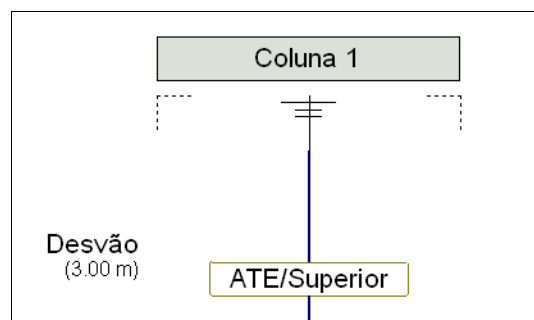 Coluna 1
Desvão
(3.00 m)
ATE/Superior